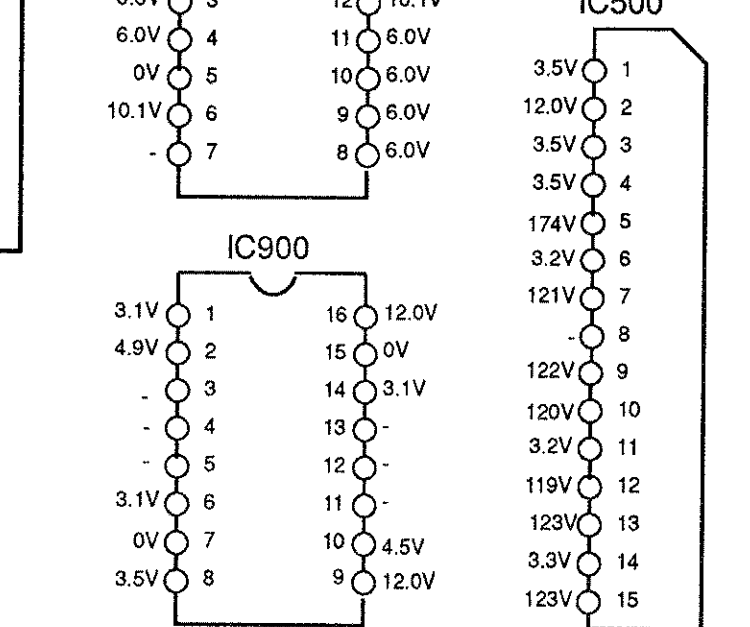 3
12
10.1V
6.0V 4
11 6.0V
0V 5
10 6.0V
10.1V 6
9 6.0V
- 7
8 6.0V
IC900
3.1V 1
16 12.0V
4.9V 2
15 0V
- 3
14 3.1V
- 4
13 -
- 5
12 -
3.1V 6
11 -
0V 7
10 4.5V
3.5V 8
9 12.0V
IC500
3.5V 1
12.0V 2
3.5V 3
3.5V 4
174V 5
3.2V 6
121V 7
- 8
122V 9
120V 10
3.2V 11
119V 12
123V 13
3.3V 14
123V 15